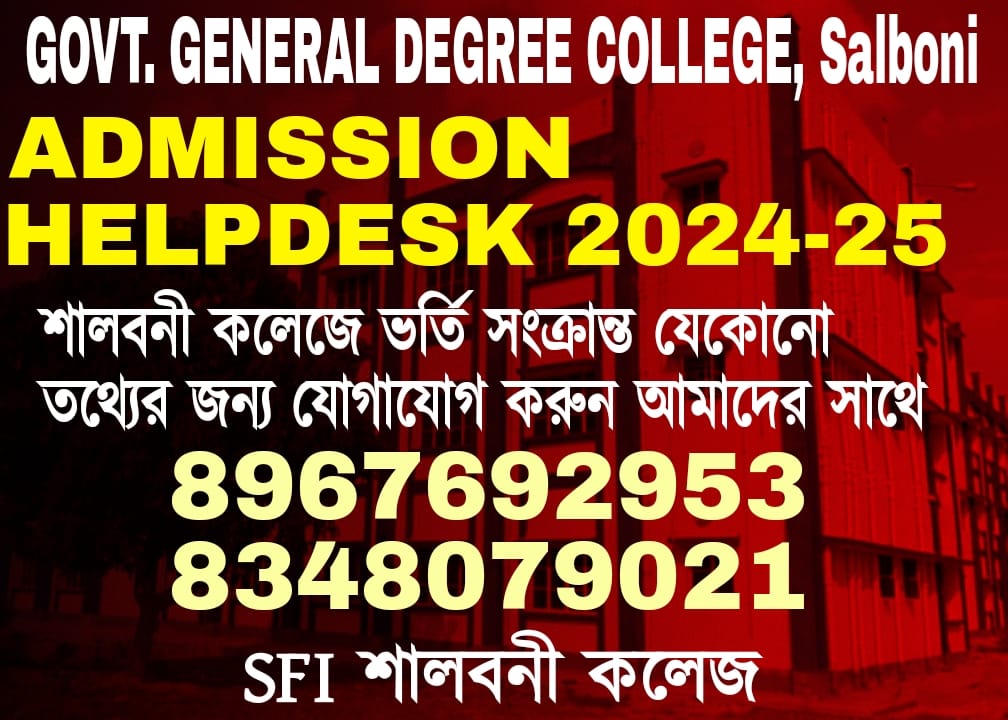 GOVT. GENERAL DEGREE COLLEGE, Salboni
ADMISSION
HELPDESK 2024-25
শালবনী কলেজে ভর্তি সংক্রান্ত যেকোনো
তথ্যের জন্য যোগাযোগ করুন আমাদের সাথে
8967692953
8348079021
SFI শালবনী কলেজ